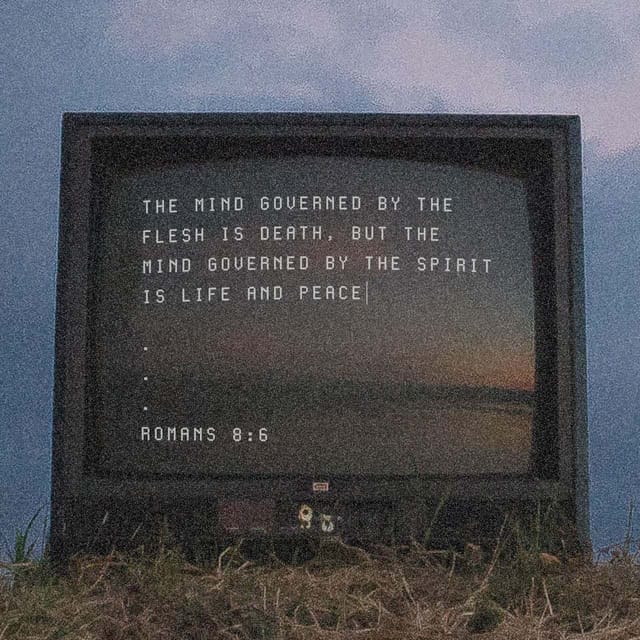 THE MIND GOVERNED BY THE
FLESH IS DEATH, BUT THE
MIND GOVERNED BY THE SPIRIT
IS LIFE AND PEACE|
.
.
.
ROMANS 8:6